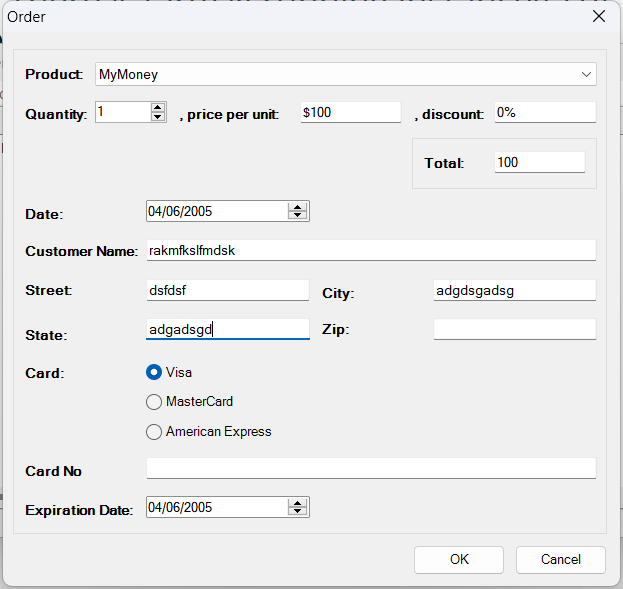 Order
Product: MyMoney
Quantity: 1 , price per unit: $100 , discount: 0%
Total: 100
Date: 04/06/2005
Customer Name: rakmfkslfmdsk
Street: dsfdsf City: adgdsgadsg
State: adgadsgd Zip:
Card: Visa
MasterCard
American Express
Card No
Expiration Date: 04/06/2005
OK Cancel